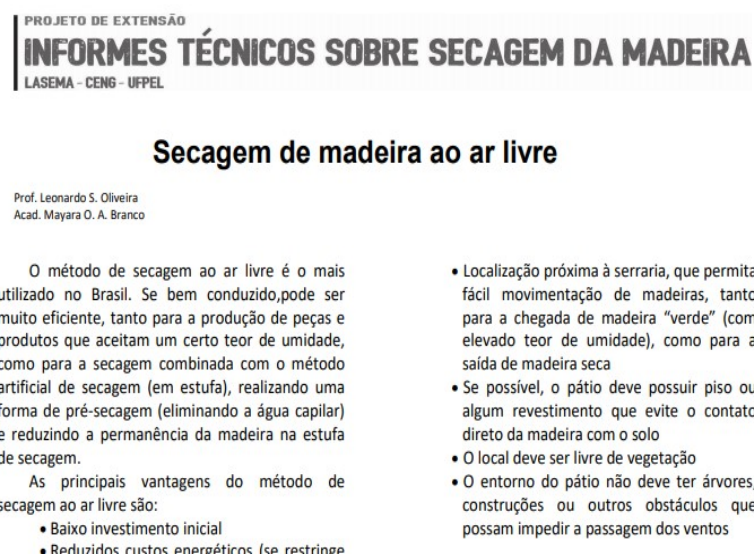 PROJETO DE EXTENSÃO
INFORMES TÉCNICOS SOBRE SECAGEM DA MADEIRA
LASEMA - CENG - UFPEL
Secagem de madeira ao ar livre
Prof. Leonardo S. Oliveira
Acad. Mayara O. A. Branco
O método de secagem ao ar livre é o mais
utilizado no Brasil. Se bem conduzido,pode ser
muito eficiente, tanto para a produção de peças e
produtos que aceitam um certo teor de umidade,
como para a secagem combinada com o método
artificial de secagem (em estufa), realizando uma
forma de pré-secagem (eliminando a água capilar)
e reduzindo a permanência da madeira na estufa
de secagem.
As principais vantagens do método de
secagem ao ar livre são:
• Baixo investimento inicial
• Reduzidos custos energéticos (se restringe
• Localização próxima à serraria, que permita
fácil movimentação de madeiras, tanto
para a chegada de madeira “verde” (com
elevado teor de umidade), como para a
saída de madeira seca
• Se possível, o pátio deve possuir piso ou
algum revestimento que evite o contato
direto da madeira com o solo
• O local deve ser livre de vegetação
• O entorno do pátio não deve ter árvores,
construções ou outros obstáculos que
possam impedir a passagem dos ventos